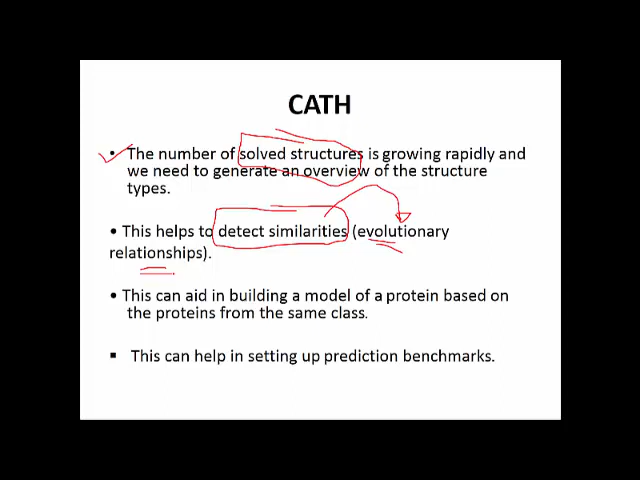 CATH
• The number of solved structures is growing rapidly and
we need to generate an overview of the structure
types.
• This helps to detect similarities (evolutionary
relationships).
• This can aid in building a model of a protein based on
the proteins from the same class.
▪ This can help in setting up prediction benchmarks.